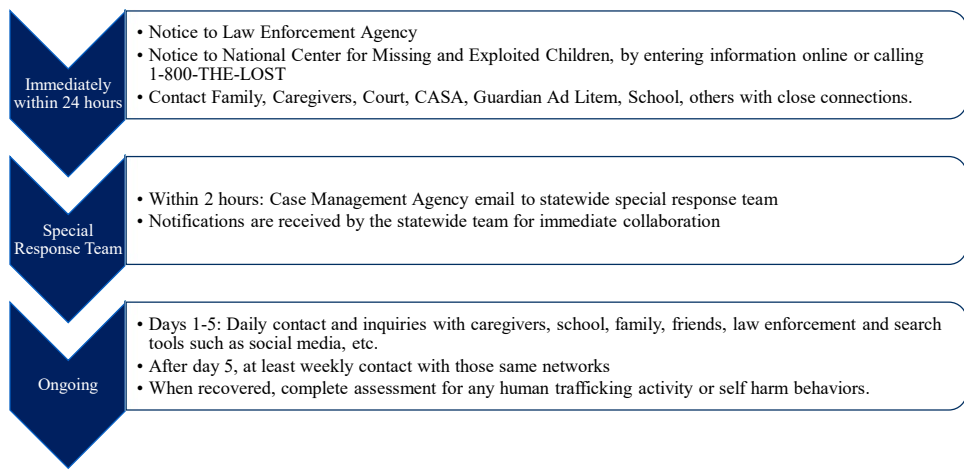 Immediately
within 24 hours
• Notice to Law Enforcement Agency
• Notice to National Center for Missing and Exploited Children, by entering information online or calling
1-800-THE-LOST
• Contact Family, Caregivers, Court, CASA, Guardian Ad Litem, School, others with close connections.
Special
Response Team
• Within 2 hours: Case Management Agency email to statewide special response team
• Notifications are received by the statewide team for immediate collaboration
Ongoing
• Days 1-5: Daily contact and inquiries with caregivers, school, family, friends, law enforcement and search
tools such as social media, etc.
• After day 5, at least weekly contact with those same networks
• When recovered, complete assessment for any human trafficking activity or self harm behaviors.